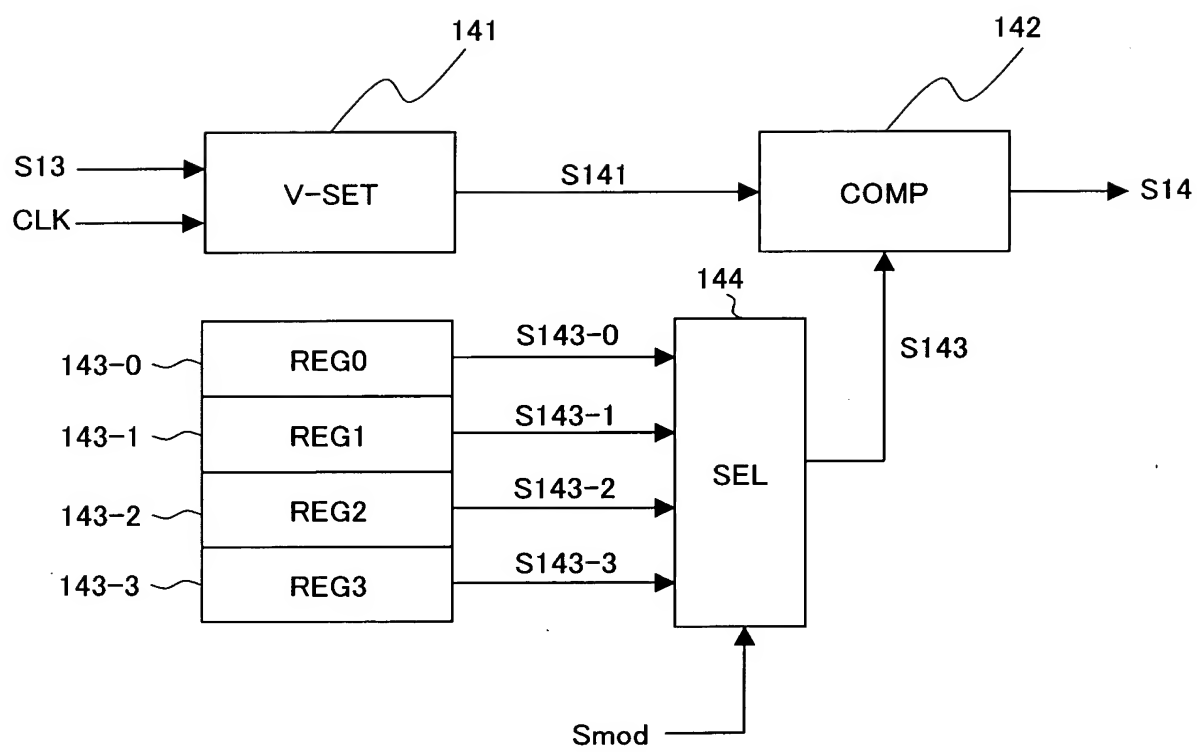 141
142
S13
CLK
V-SET
S141
COMP
S14
144
143-0
REG0
S143-0
S143
143-1
REG1
S143-1
SEL
143-2
REG2
S143-2
143-3
REG3
S143-3
Smod